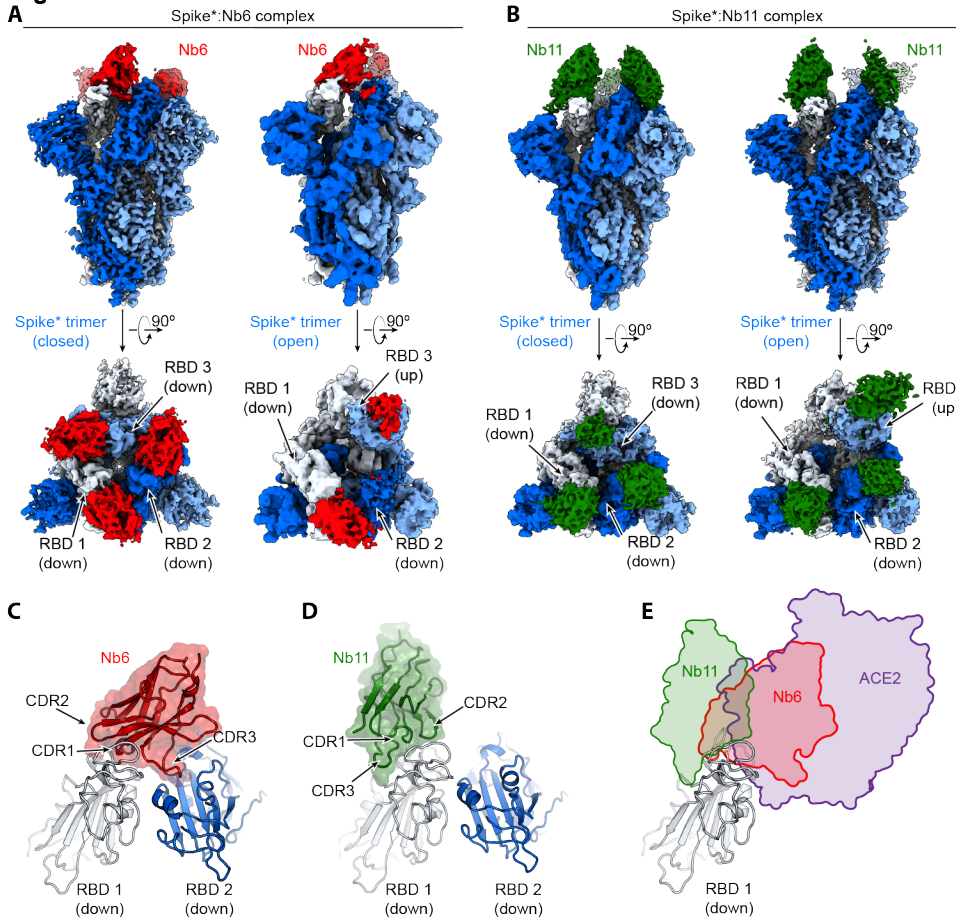 A
Spike*:Nb6 complex
Nb6
Nb6
Spike* trimer
(closed)
90º
Spike* trimer
(open)
90º
RBD 3
(down)
RBD 1
(down)
RBD 2
(down)
RBD 3
(up)
RBD 1
(down)
RBD 2
(down)
B
Spike*:Nb11 complex
Nb11
Nb11
Spike* trimer
(closed)
90º
Spike* trimer
(open)
90º
RBD 1
(down)
RBD 3
(down)
RBD 2
(down)
RBD 1
(down)
RBD
(up
RBD 2
(down)
C
Nb6
CDR2
CDR1
CDR3
RBD 1
(down)
RBD 2
(down)
D
Nb11
CDR2
CDR1
CDR3
RBD 1
(down)
RBD 2
(down)
E
Nb11
Nb6
ACE2
RBD 1
(down)